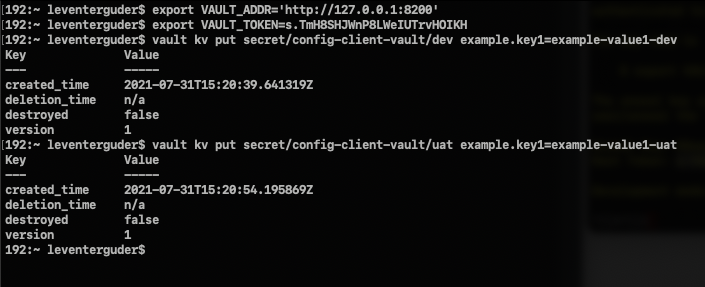 [192:~ leventerguder$ export VAULT_ADDR='http://127.0.0.1:8200'
[192:~ leventerguder$ export VAULT_TOKEN=s.TmH8SHJWnP8LWeIUTrvHOIKH
[192:~ leventerguder$ vault kv put secret/config-client-vault/dev example.key1=example-value1-dev
Key Value
--- -----
created_time 2021-07-31T15:20:39.641319Z
deletion_time n/a
destroyed false
version 1
[192:~ leventerguder$ vault kv put secret/config-client-vault/uat example.key1=example-value1-uat
Key Value
--- -----
created_time 2021-07-31T15:20:54.195869Z
deletion_time n/a
destroyed false
version 1
192:~ leventerguder$